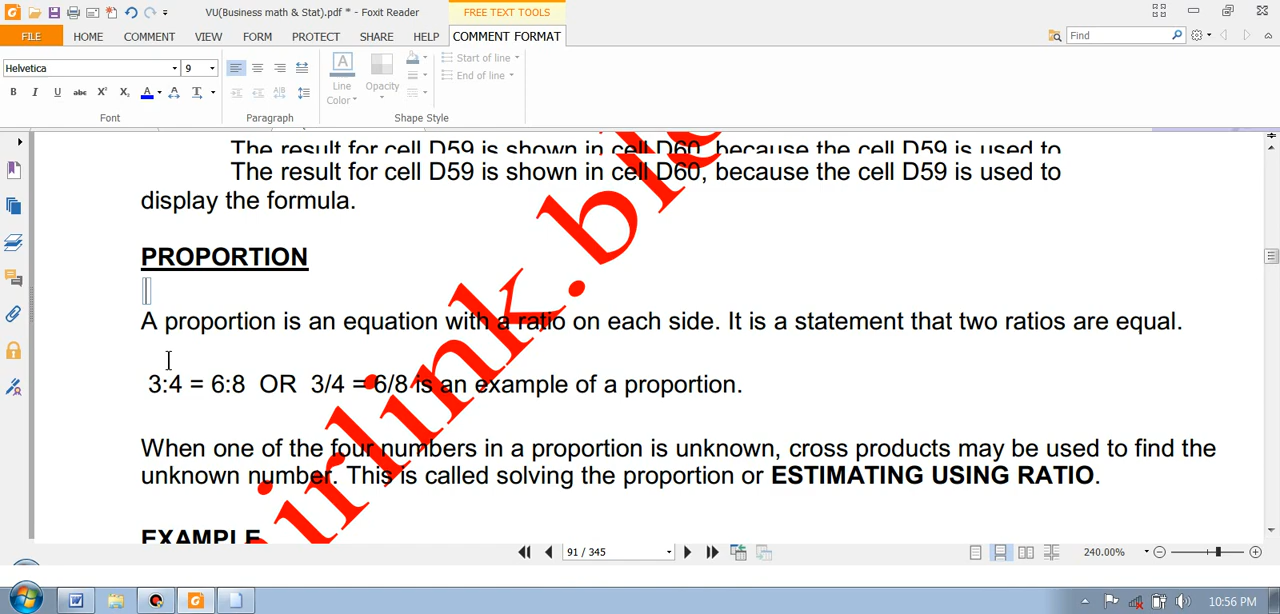 VU(Business math & Stat).pdf * - Foxit Reader
FREE TEXT TOOLS
FILE HOME COMMENT VIEW FORM PROTECT SHARE HELP COMMENT FORMAT
Find
Helvetica 9
Start of line
End of line
Line Color
Opacity
B I U abc X² X₂ A
Font Paragraph Shape Style
The result for cell D59 is shown in cell D60, because the cell D59 is used to
The result for cell D59 is shown in cell D60, because the cell D59 is used to
display the formula.
PROPORTION
A proportion is an equation with a ratio on each side. It is a statement that two ratios are equal.
3:4 = 6:8 OR 3/4 = 6/8 is an example of a proportion.
When one of the four numbers in a proportion is unknown, cross products may be used to find the
unknown number. This is called solving the proportion or ESTIMATING USING RATIO.
EXAMPLE
91 / 345
240.00%
10:56 PM